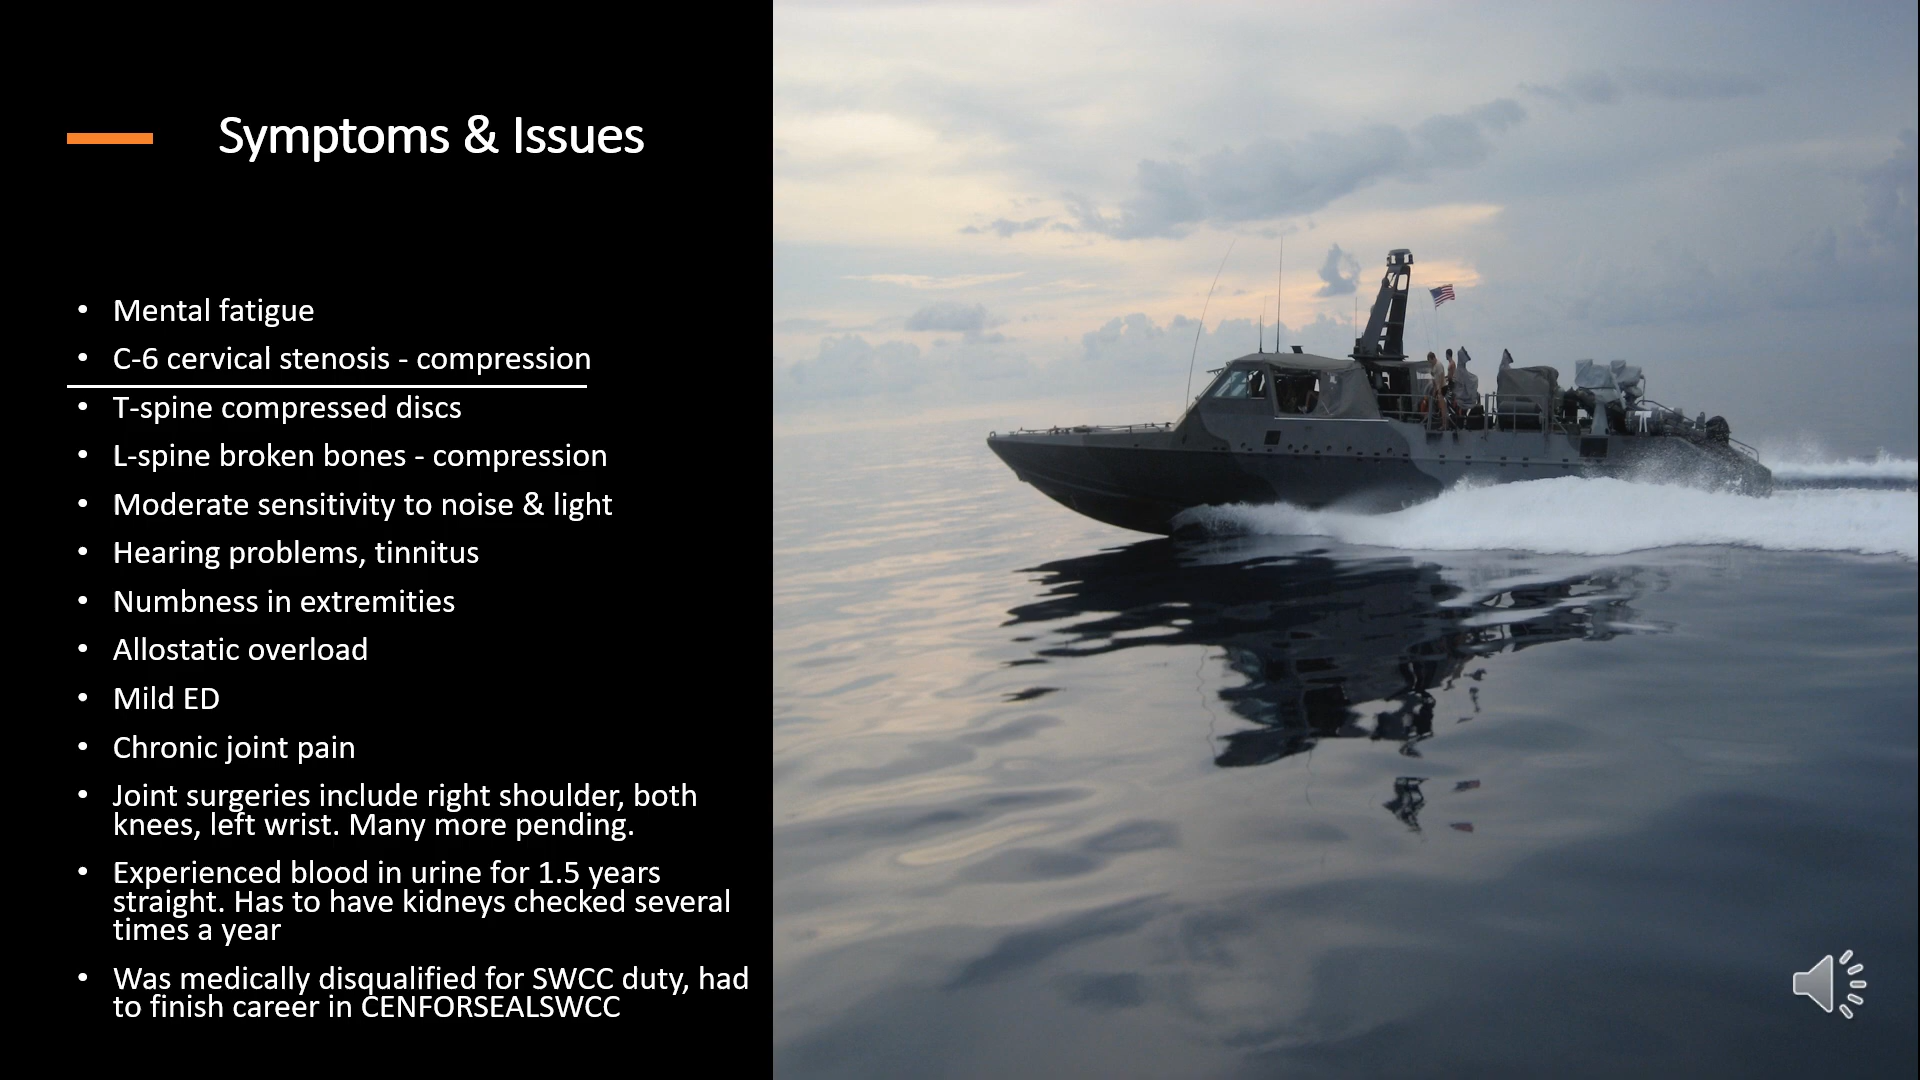 Symptoms & Issues
• Mental fatigue
• C-6 cervical stenosis - compression
• T-spine compressed discs
• L-spine broken bones - compression
• Moderate sensitivity to noise & light
• Hearing problems, tinnitus
• Numbness in extremities
• Allostatic overload
• Mild ED
• Chronic joint pain
• Joint surgeries include right shoulder, both
knees, left wrist. Many more pending.
• Experienced blood in urine for 1.5 years
straight. Has to have kidneys checked several
times a year
• Was medically disqualified for SWCC duty, had
to finish career in CENFORSEALSWCC